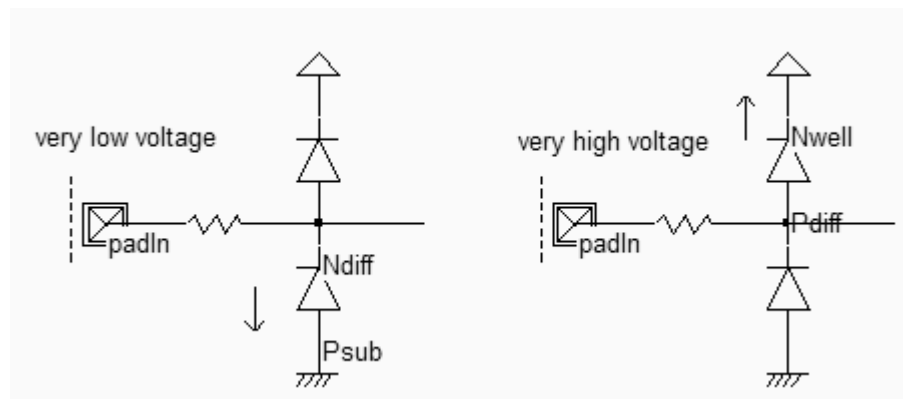 very low voltage
padIn
Ndiff
Psub
very high voltage
Nwell
padIn
Pdiff